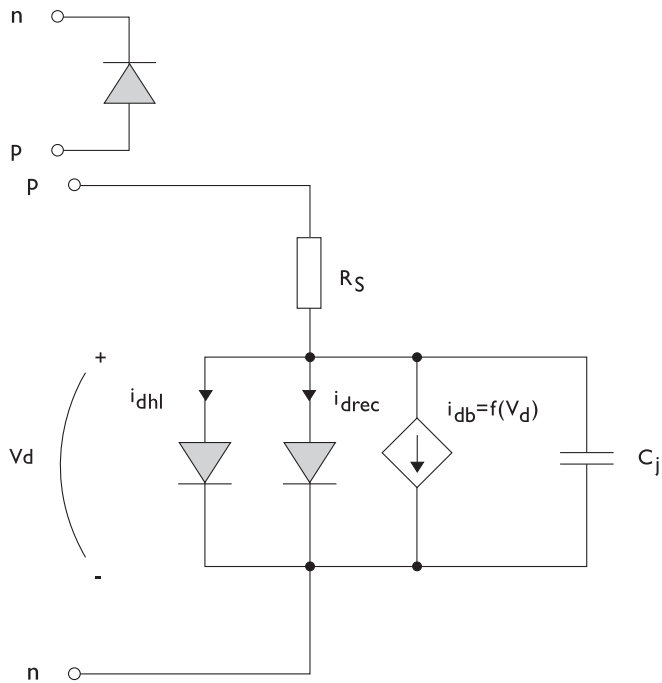 n
p
p
R_S
+
i_dhl
i_drec
i_db=f(V_d)
Vd
C_j
-
n